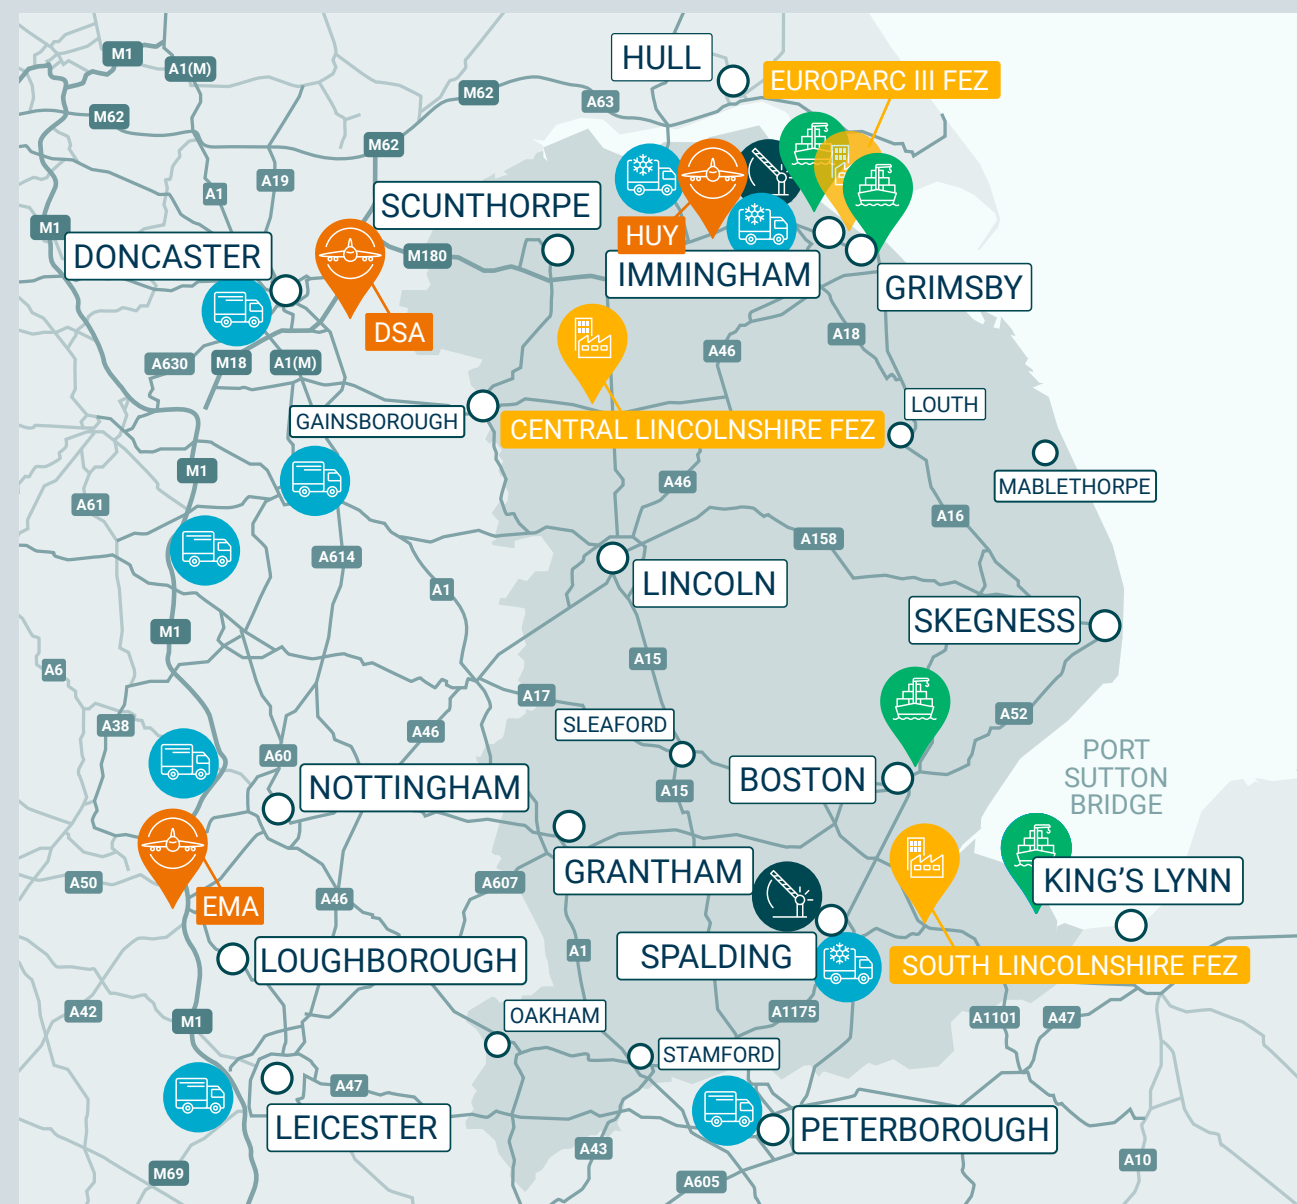 HULL
M1
A1(M)
EUROPARC III FEZ
M62
A63
M62
M62
A19
A1
SCUNTHORPE
M1
HUY
DONCASTER
M180
IMMINGHAM
GRIMSBY
DSA
A18
A46
A630
M18
A1(M)
LOUTH
GAINSBOROUGH
CENTRAL LINCOLNSHIRE FEZ
M1
A46
MABLETHORPE
A61
A16
A158
A614
A1
LINCOLN
SKEGNESS
M1
A15
A6
A17
A52
A38
SLEAFORD
A46
A60
PORT
SUTTON
BRIDGE
NOTTINGHAM
BOSTON
A15
GRANTHAM
KING'S LYNN
A50
A607
A46
EMA
A1
SPALDING
LOUGHBOROUGH
SOUTH LINCOLNSHIRE FEZ
A42
M1
OAKHAM
A1175
A1101
A47
STAMFORD
A47
LEICESTER
PETERBOROUGH
A43
A10
M69
A605